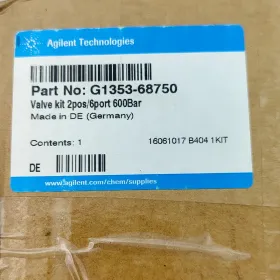 Agilent Technologies
Part No: G1353-68750
Valve kit 2pos/6port 600Bar
Made in DE (Germany)
Contents: 1 16061017 B404 1KIT
DE
www.agilent.com/chem/supplies